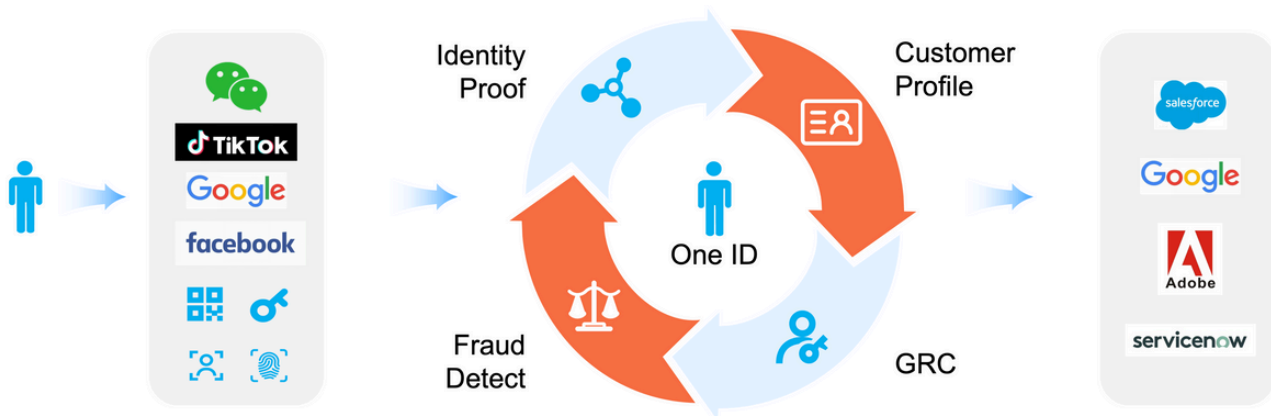 TikTok
Google
facebook
Identity
Proof
Customer
Profile
One ID
Fraud
Detect
GRC
salesforce
Google
Adobe
servicenow